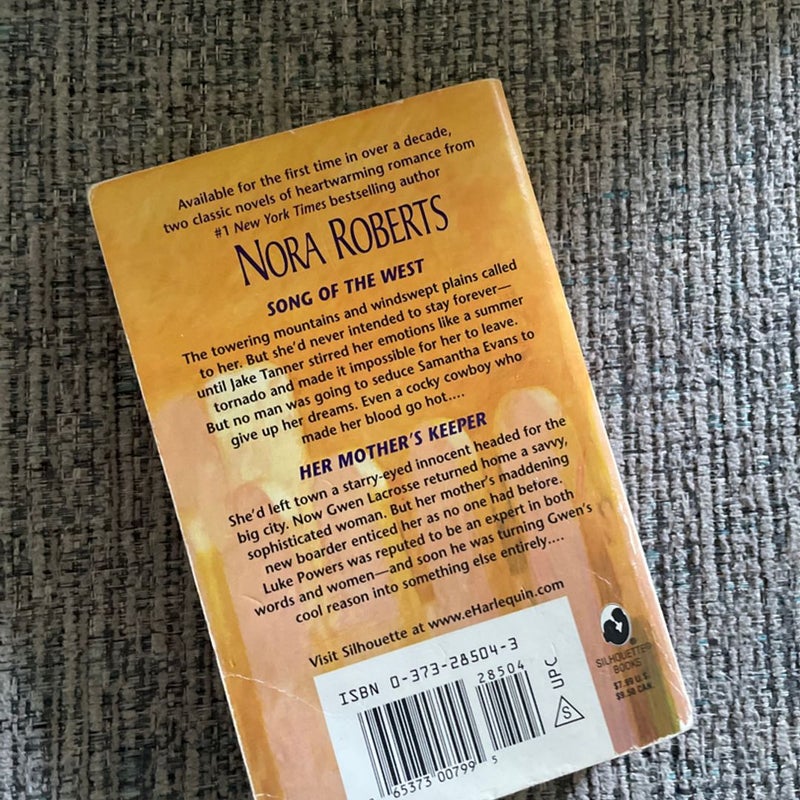 Available for the first time in over a decade,
two classic novels of heartwarming romance from
#1 New York Times bestselling author
NORA ROBERTS
SONG OF THE WEST
The towering mountains and windswept plains called
to her. But she'd never intended to stay forever—
until Jake Tanner stirred her emotions like a summer
tornado and made it impossible for her to leave.
But no man was going to seduce Samantha Evans to
give up her dreams. Even a cocky cowboy who
made her blood go hot....
HER MOTHER'S KEEPER
She'd left town a starry-eyed innocent headed for the
big city. Now Gwen Lacrosse returned home a savvy,
sophisticated woman. But her mother's maddening
new boarder enticed her as no one had before.
Luke Powers was reputed to be an expert in both
words and women—and soon he was turning Gwen's
cool reason into something else entirely....
Visit Silhouette at www.eHarlequin.com
SILHOUETTE®
BOOKS
$7.99 U.S.
$9.50 CAN.
ISBN 0-373-28504-3
28504
UPC
S
65373 00799 5